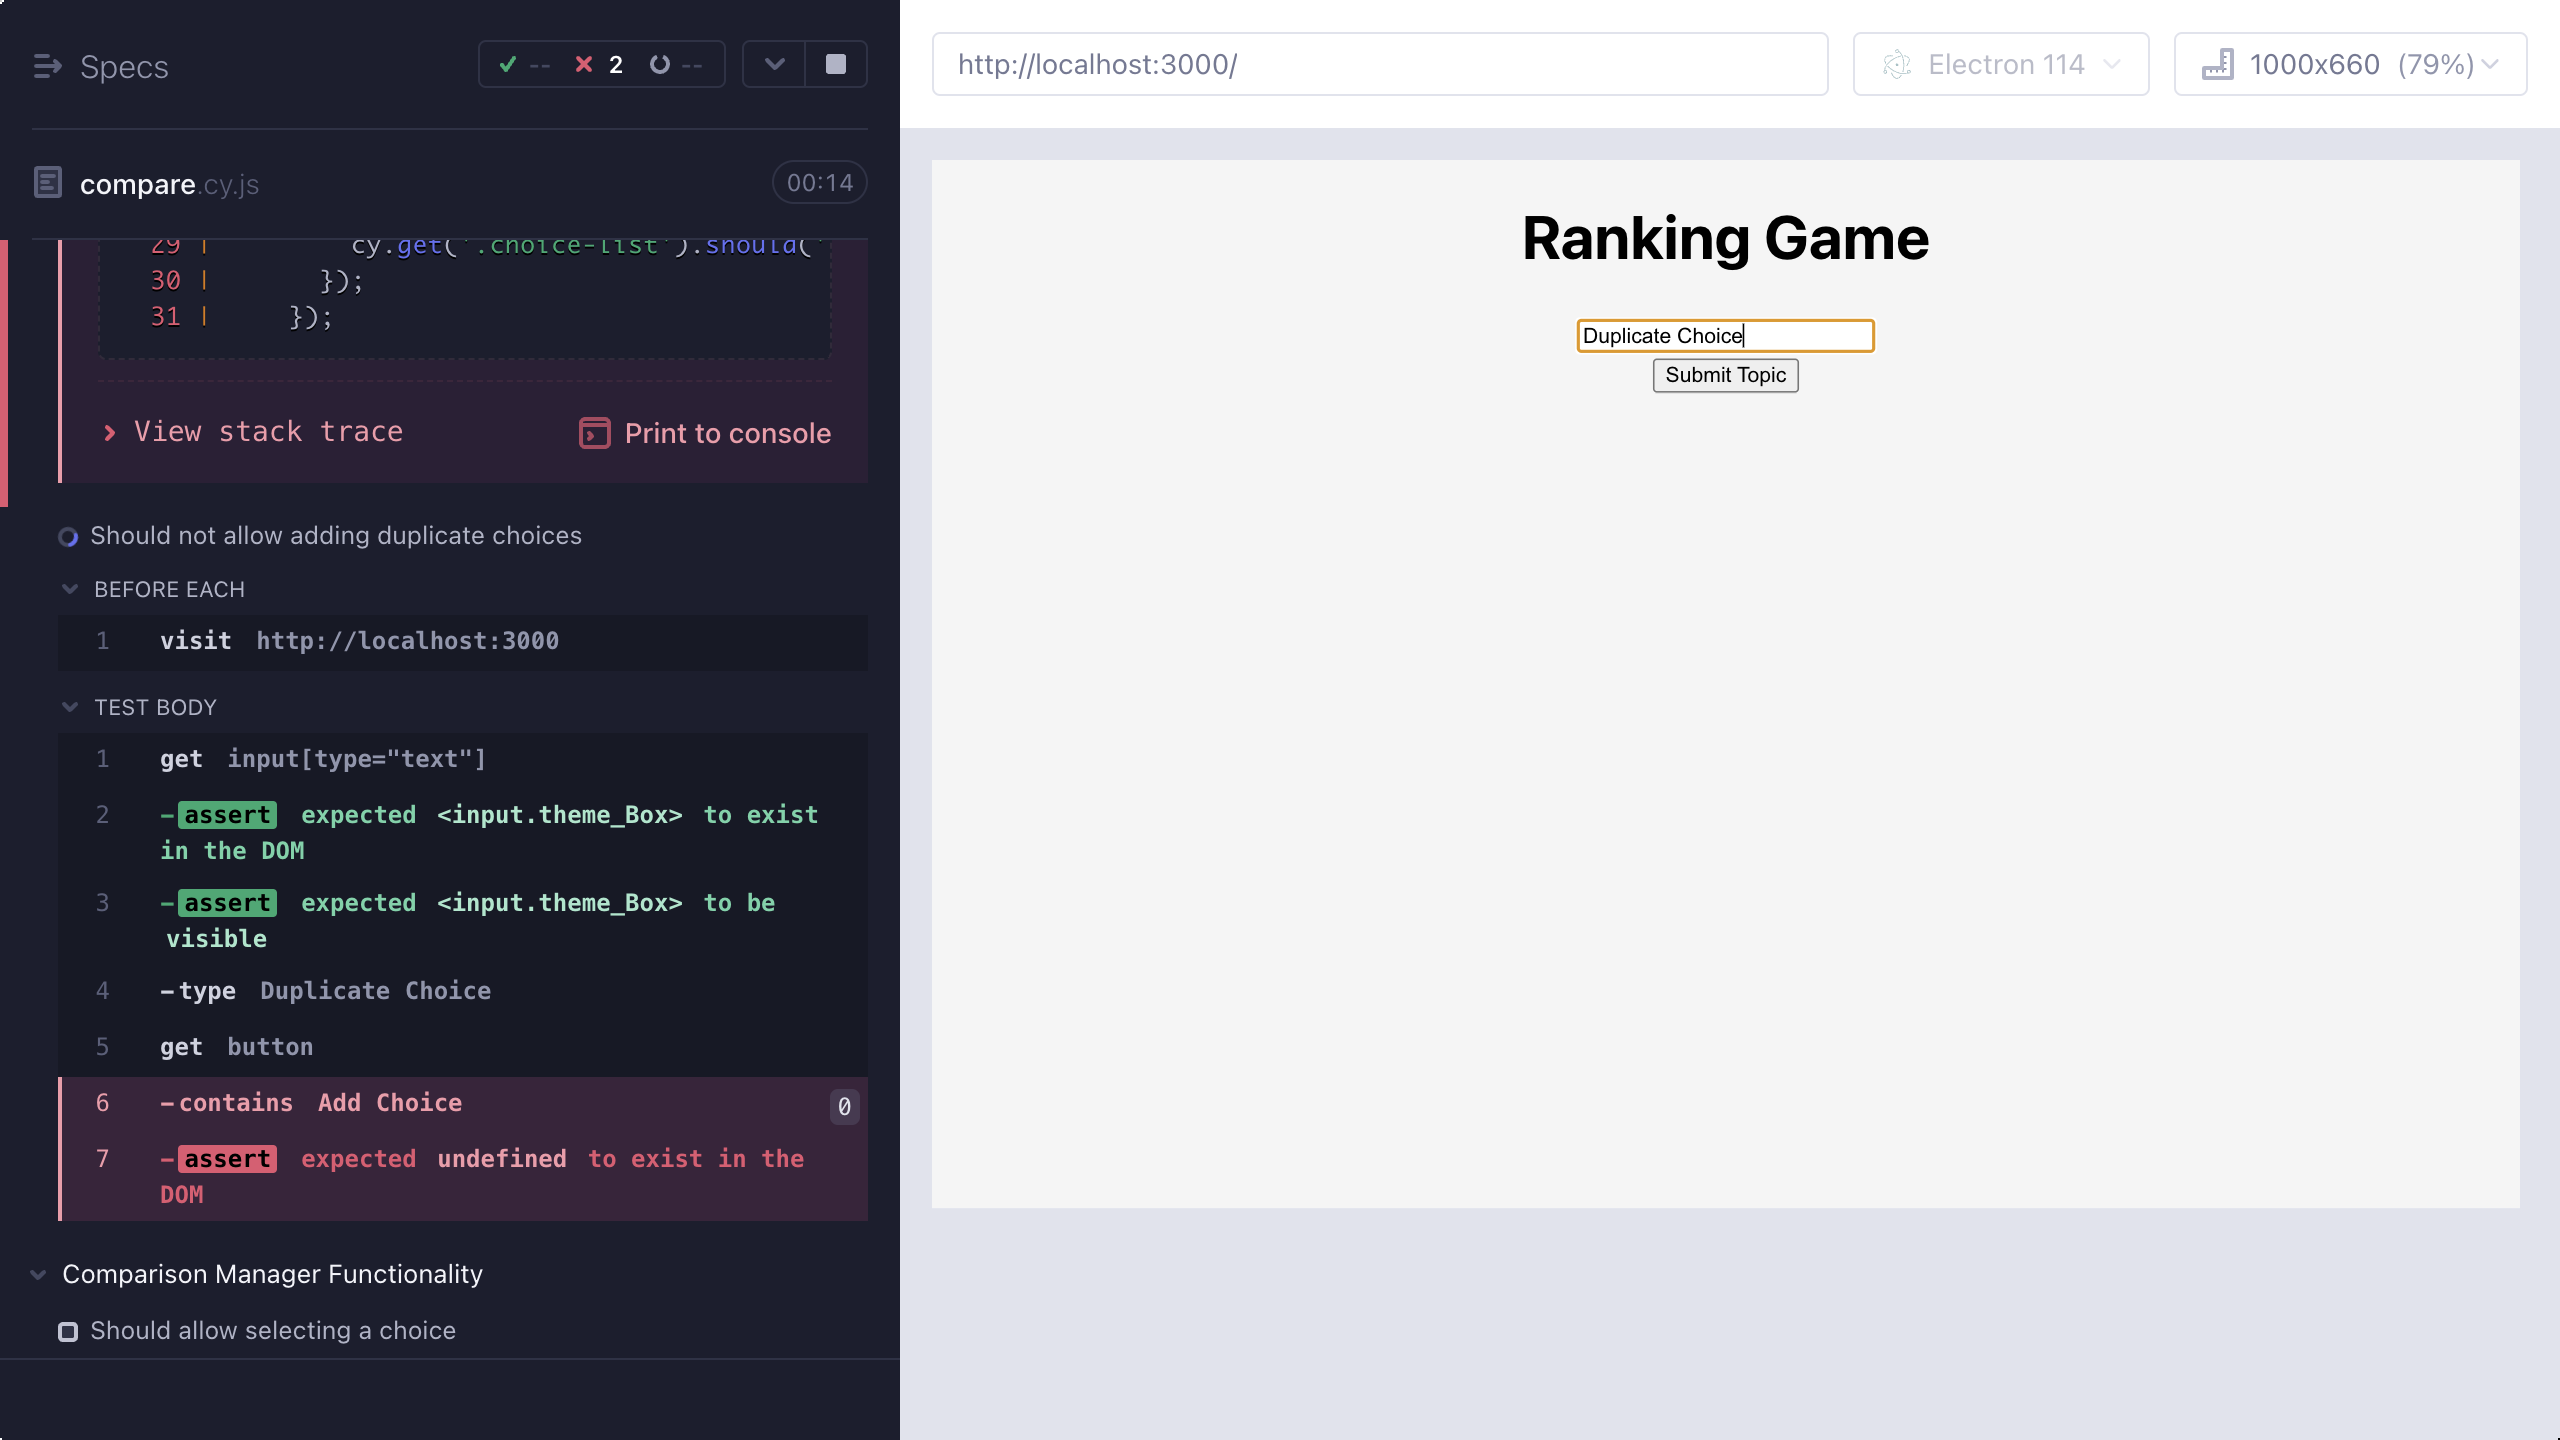 Specs
-- 2 --
compare.cy.js
00:14
29 | cy.get('.choice-list').should('
30 | });
31 | });
View stack trace
Print to console
Should not allow adding duplicate choices
BEFORE EACH
1 visit http://localhost:3000
TEST BODY
1 get input[type="text"]
2 -assert expected <input.theme_Box> to exist
in the DOM
3 -assert expected <input.theme_Box> to be
visible
4 -type Duplicate Choice
5 get button
6 -contains Add Choice 0
7 -assert expected undefined to exist in the
DOM
Comparison Manager Functionality
Should allow selecting a choice
http://localhost:3000/
Electron 114
1000x660 (79%)
Ranking Game
Duplicate Choice
Submit Topic